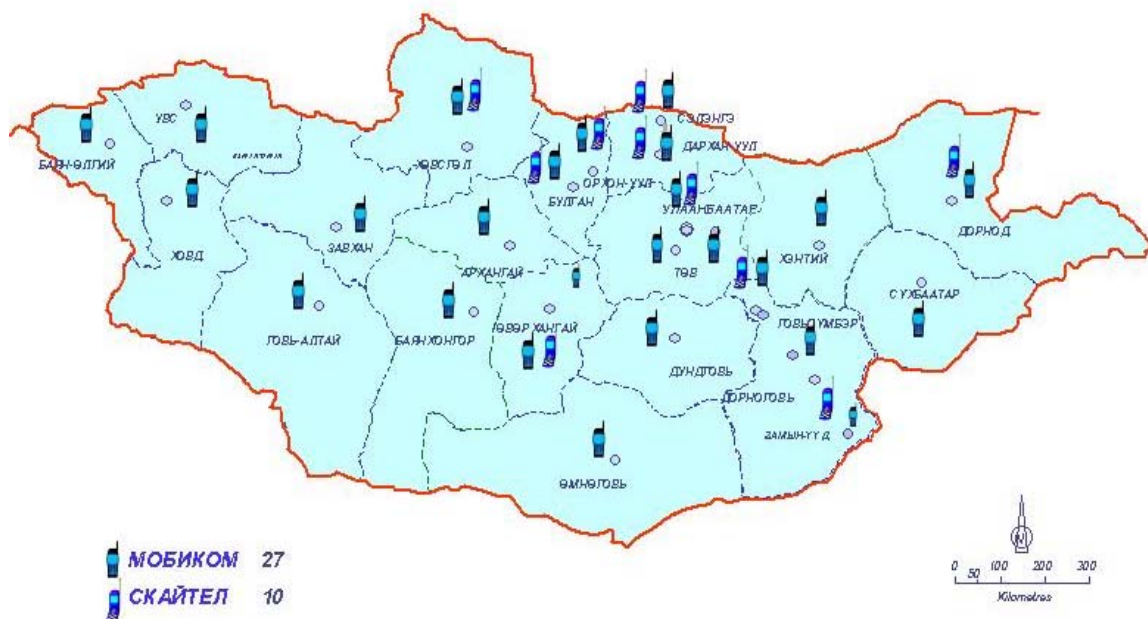 УВС
СЭЛЭНГЭ
БАЯН-ӨЛГИЙ
ДАРХАН-УУЛ
ХӨВСГӨЛ
ОРХОН-УУЛ
БУЛГАН
УЛААНБААТАР
ДОРНОД
ХОВД
ЗАВХАН
АРХАНГАЙ
ТӨВ
ХЭНТИЙ
СҮХБААТАР
ГОВЬ-АЛТАЙ
БАЯНХОНГОР
ӨВӨРХАНГАЙ
ГОВЬСҮМБЭР
ДУНДГОВЬ
ДОРНОГОВЬ
ЗАМЫН-ҮҮД
ӨМНӨГОВЬ
N
МОБИКОМ 27
СКАЙТЕЛ 10
0 50 100 200 300
Kilometres